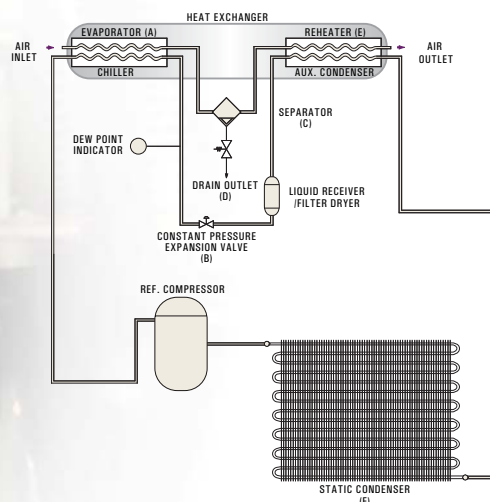 HEAT EXCHANGER
EVAPORATOR (A)
REHEATER (E)
AIR
INLET
AIR
OUTLET
CHILLER
AUX. CONDENSER
SEPARATOR
(C)
DEW POINT
INDICATOR
DRAIN OUTLET
(D)
LIQUID RECEIVER
/FILTER DRYER
CONSTANT PRESSURE
EXPANSION VALVE
(B)
REF. COMPRESSOR
STATIC CONDENSER
(F)